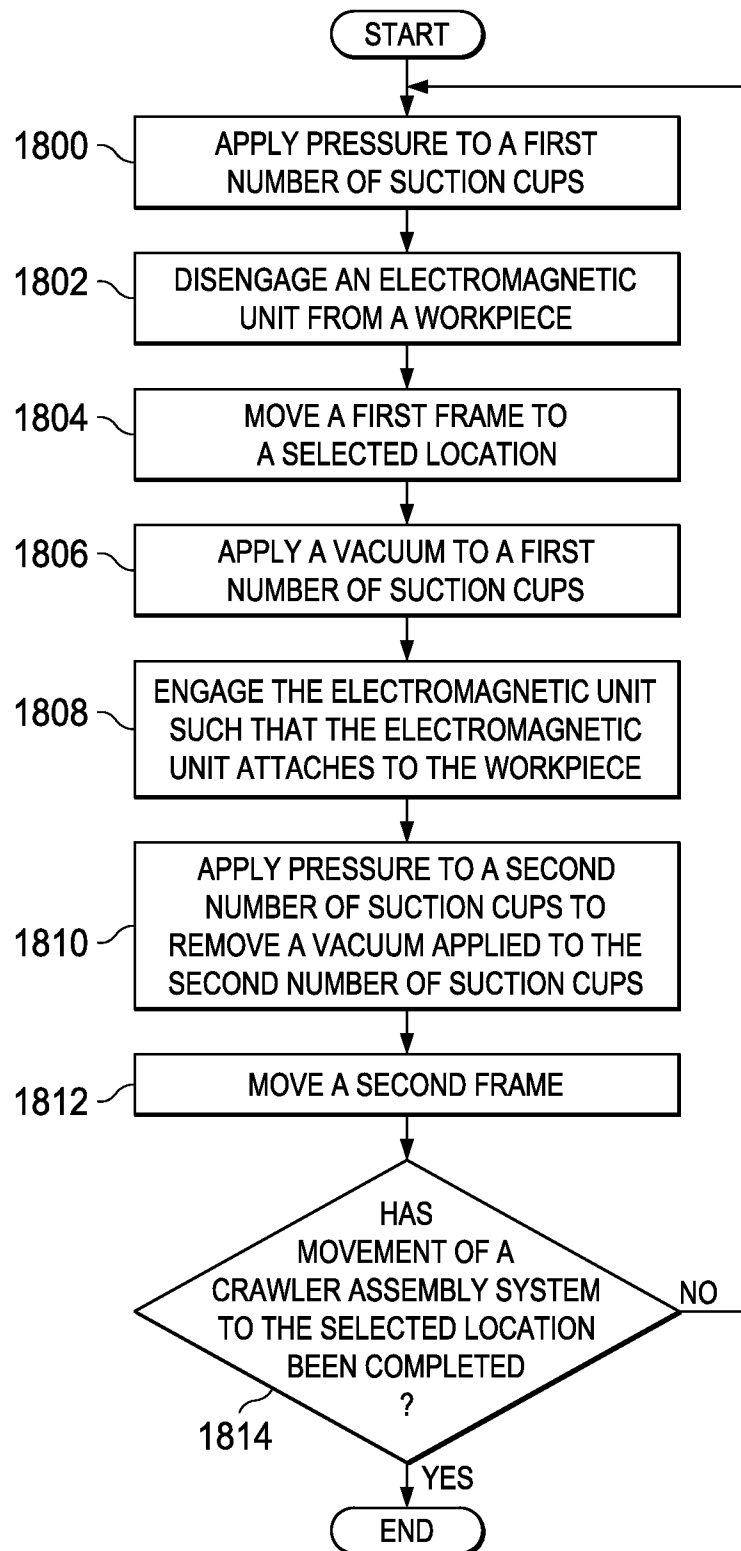 START
1800
APPLY PRESSURE TO A FIRST
NUMBER OF SUCTION CUPS
1802
DISENGAGE AN ELECTROMAGNETIC
UNIT FROM A WORKPIECE
1804
MOVE A FIRST FRAME TO
A SELECTED LOCATION
1806
APPLY A VACUUM TO A FIRST
NUMBER OF SUCTION CUPS
1808
ENGAGE THE ELECTROMAGNETIC UNIT
SUCH THAT THE ELECTROMAGNETIC
UNIT ATTACHES TO THE WORKPIECE
1810
APPLY PRESSURE TO A SECOND
NUMBER OF SUCTION CUPS TO
REMOVE A VACUUM APPLIED TO THE
SECOND NUMBER OF SUCTION CUPS
1812
MOVE A SECOND FRAME
HAS
MOVEMENT OF A
CRAWLER ASSEMBLY SYSTEM
TO THE SELECTED LOCATION
BEEN COMPLETED
?
NO
1814
YES
END